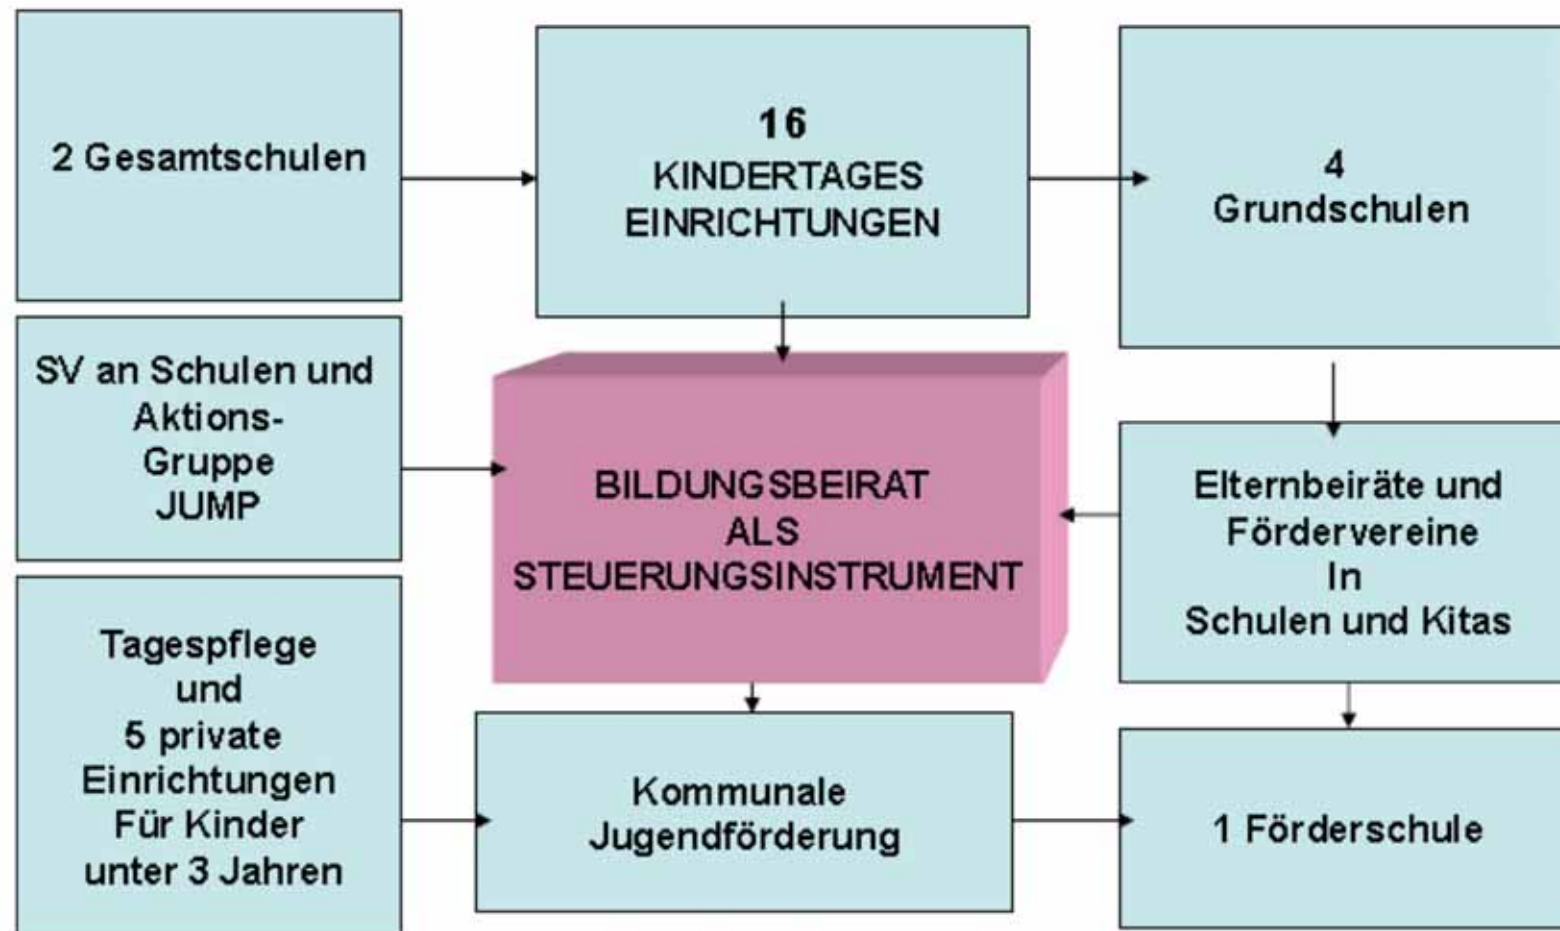 2 Gesamtschulen
16
KINDERTAGES
EINRICHTUNGEN
4
Grundschulen
SV an Schulen und
Aktions-
Gruppe
JUMP
BILDUNGSBEIRAT
ALS
STEUERUNGSINSTRUMENT
Elternbeiräte und
Fördervereine
In
Schulen und Kitas
Tagespflege
und
5 private
Einrichtungen
Für Kinder
unter 3 Jahren
Kommunale
Jugendförderung
1 Förderschule